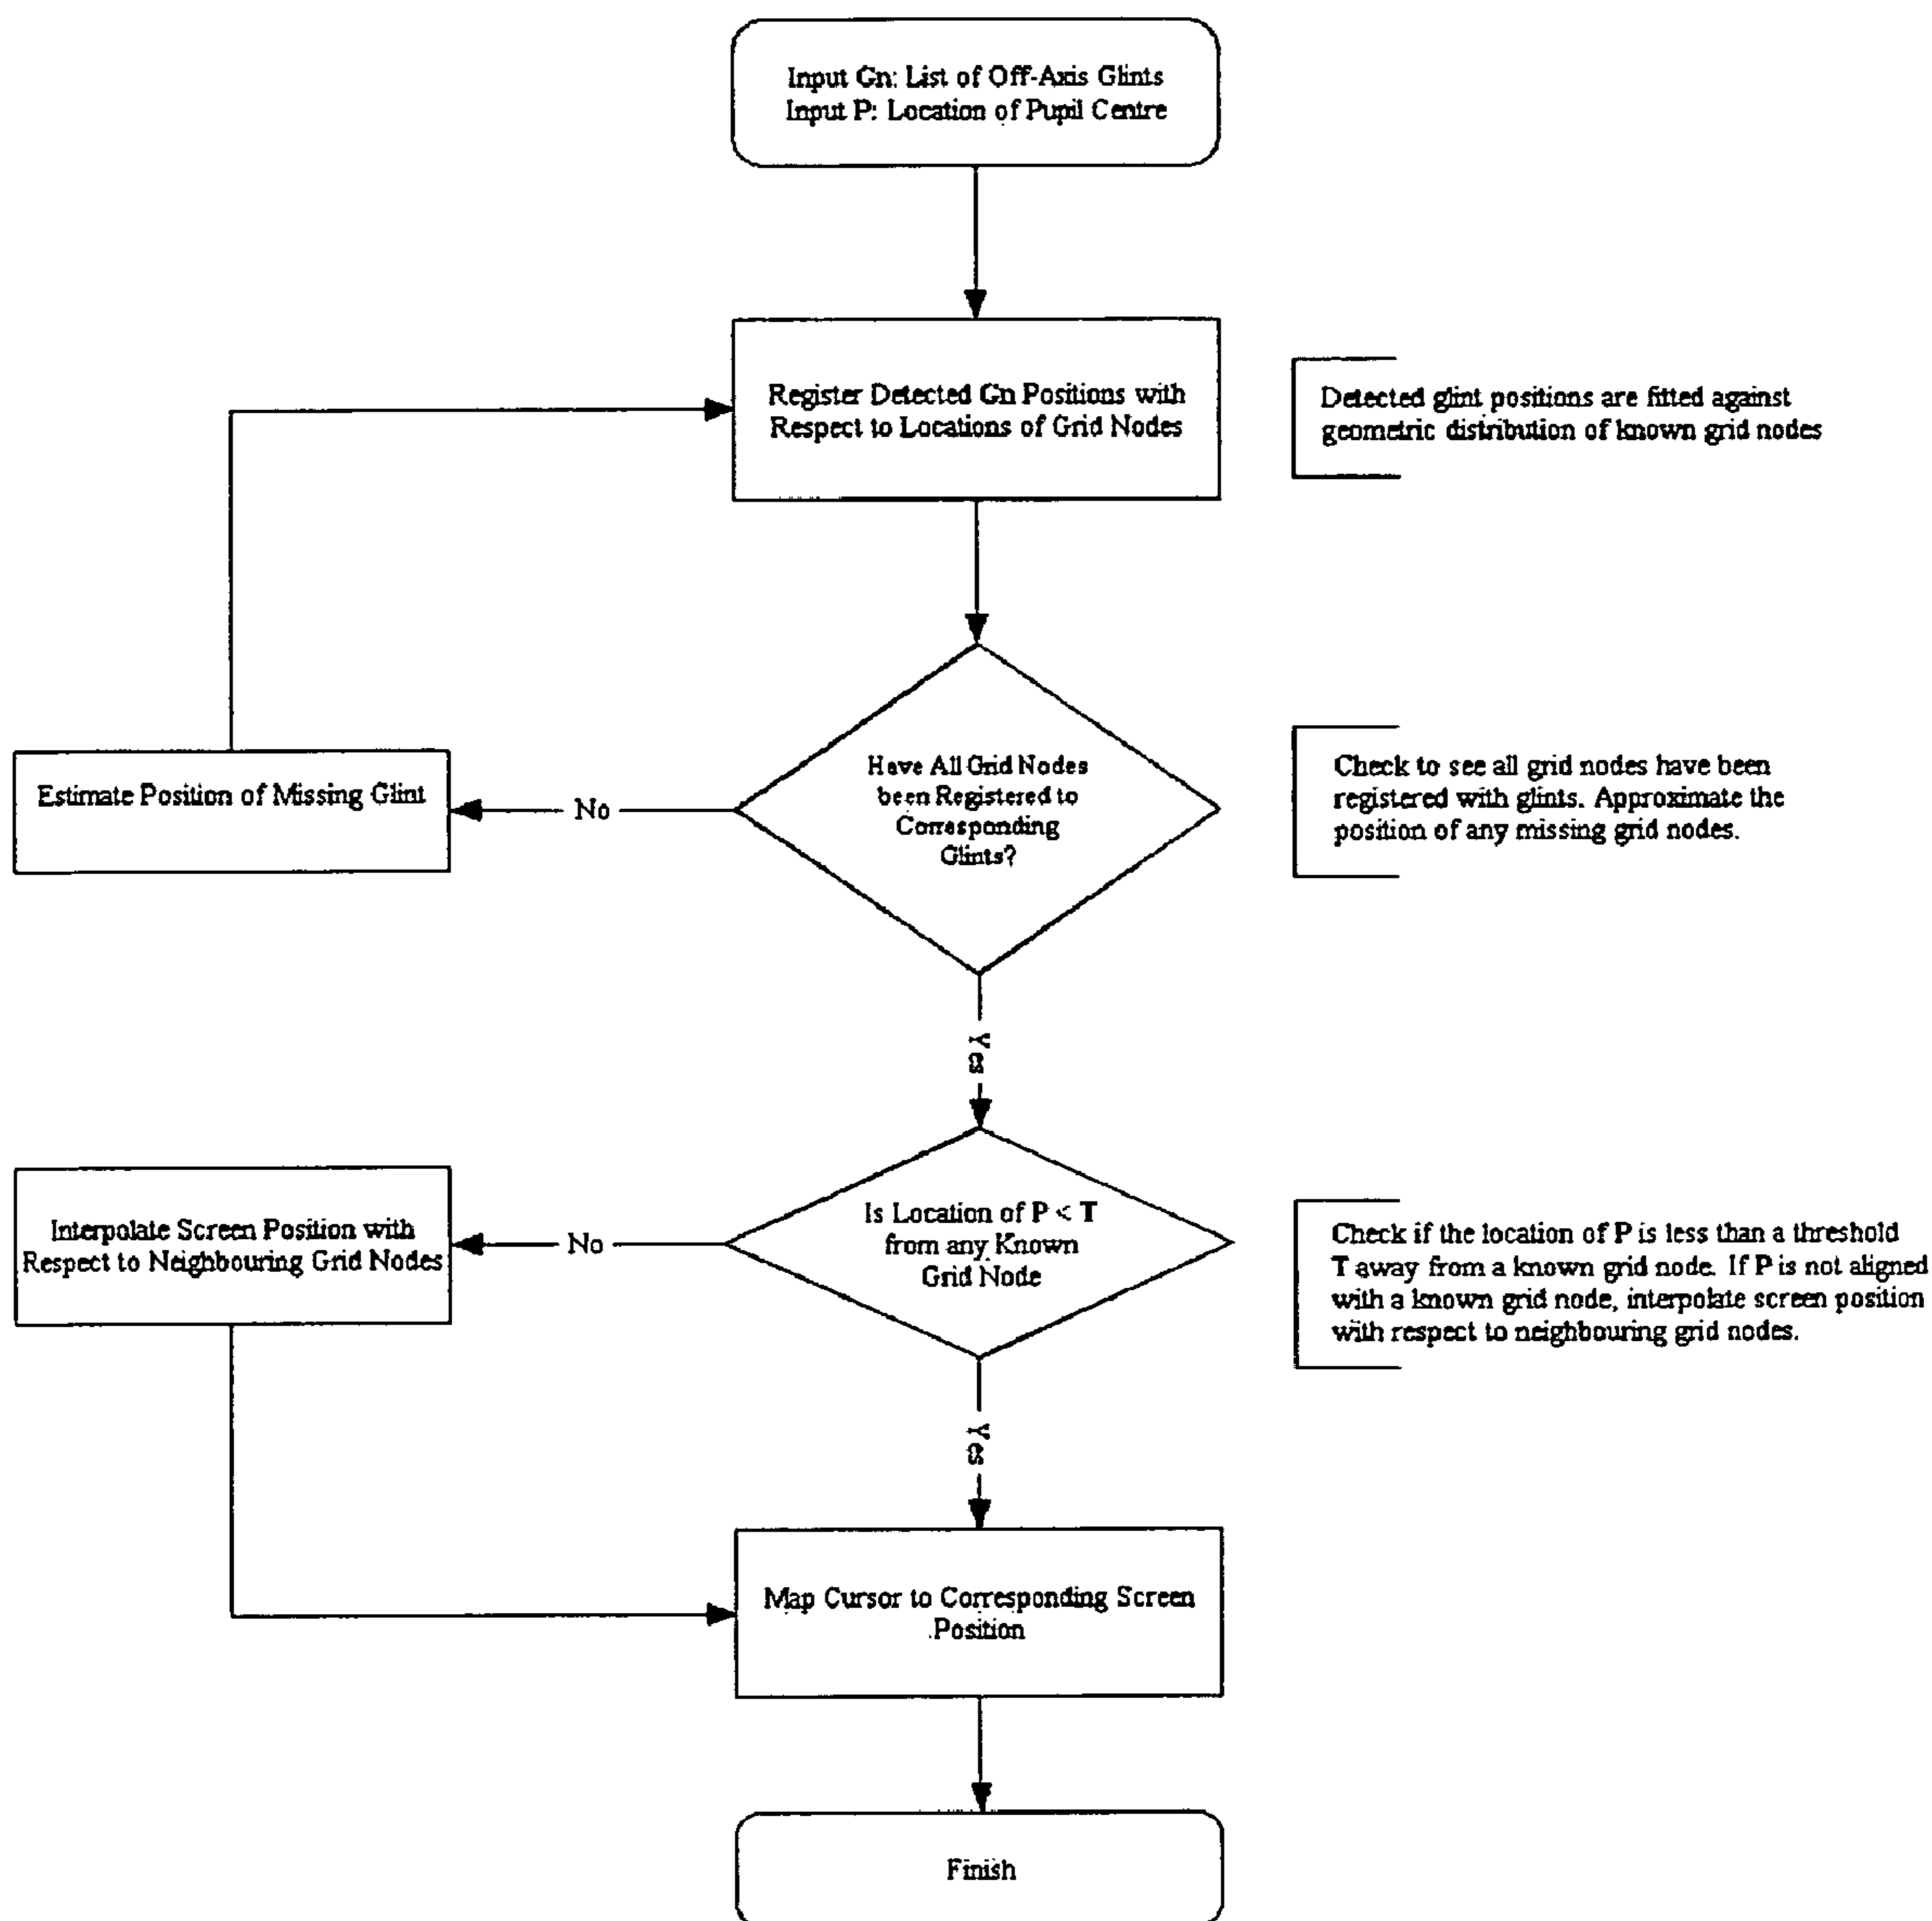 Input Gn: List of Off-Axis Glints
Input P: Location of Pupil Centre
Register Detected Gn Positions with
Respect to Locations of Grid Nodes
Detected glint positions are fitted against
geometric distribution of known grid nodes
Have All Grid Nodes
been Registered to
Corresponding
Glints?
No
Estimate Position of Missing Glint
Check to see all grid nodes have been
registered with glints. Approximate the
position of any missing grid nodes.
Yes
Is Location of P < T
from any Known
Grid Node
No
Interpolate Screen Position with
Respect to Neighbouring Grid Nodes
Check if the location of P is less than a threshold
T away from a known grid node. If P is not aligned
with a known grid node, interpolate screen position
with respect to neighbouring grid nodes.
Yes
Map Cursor to Corresponding Screen
Position
Finish